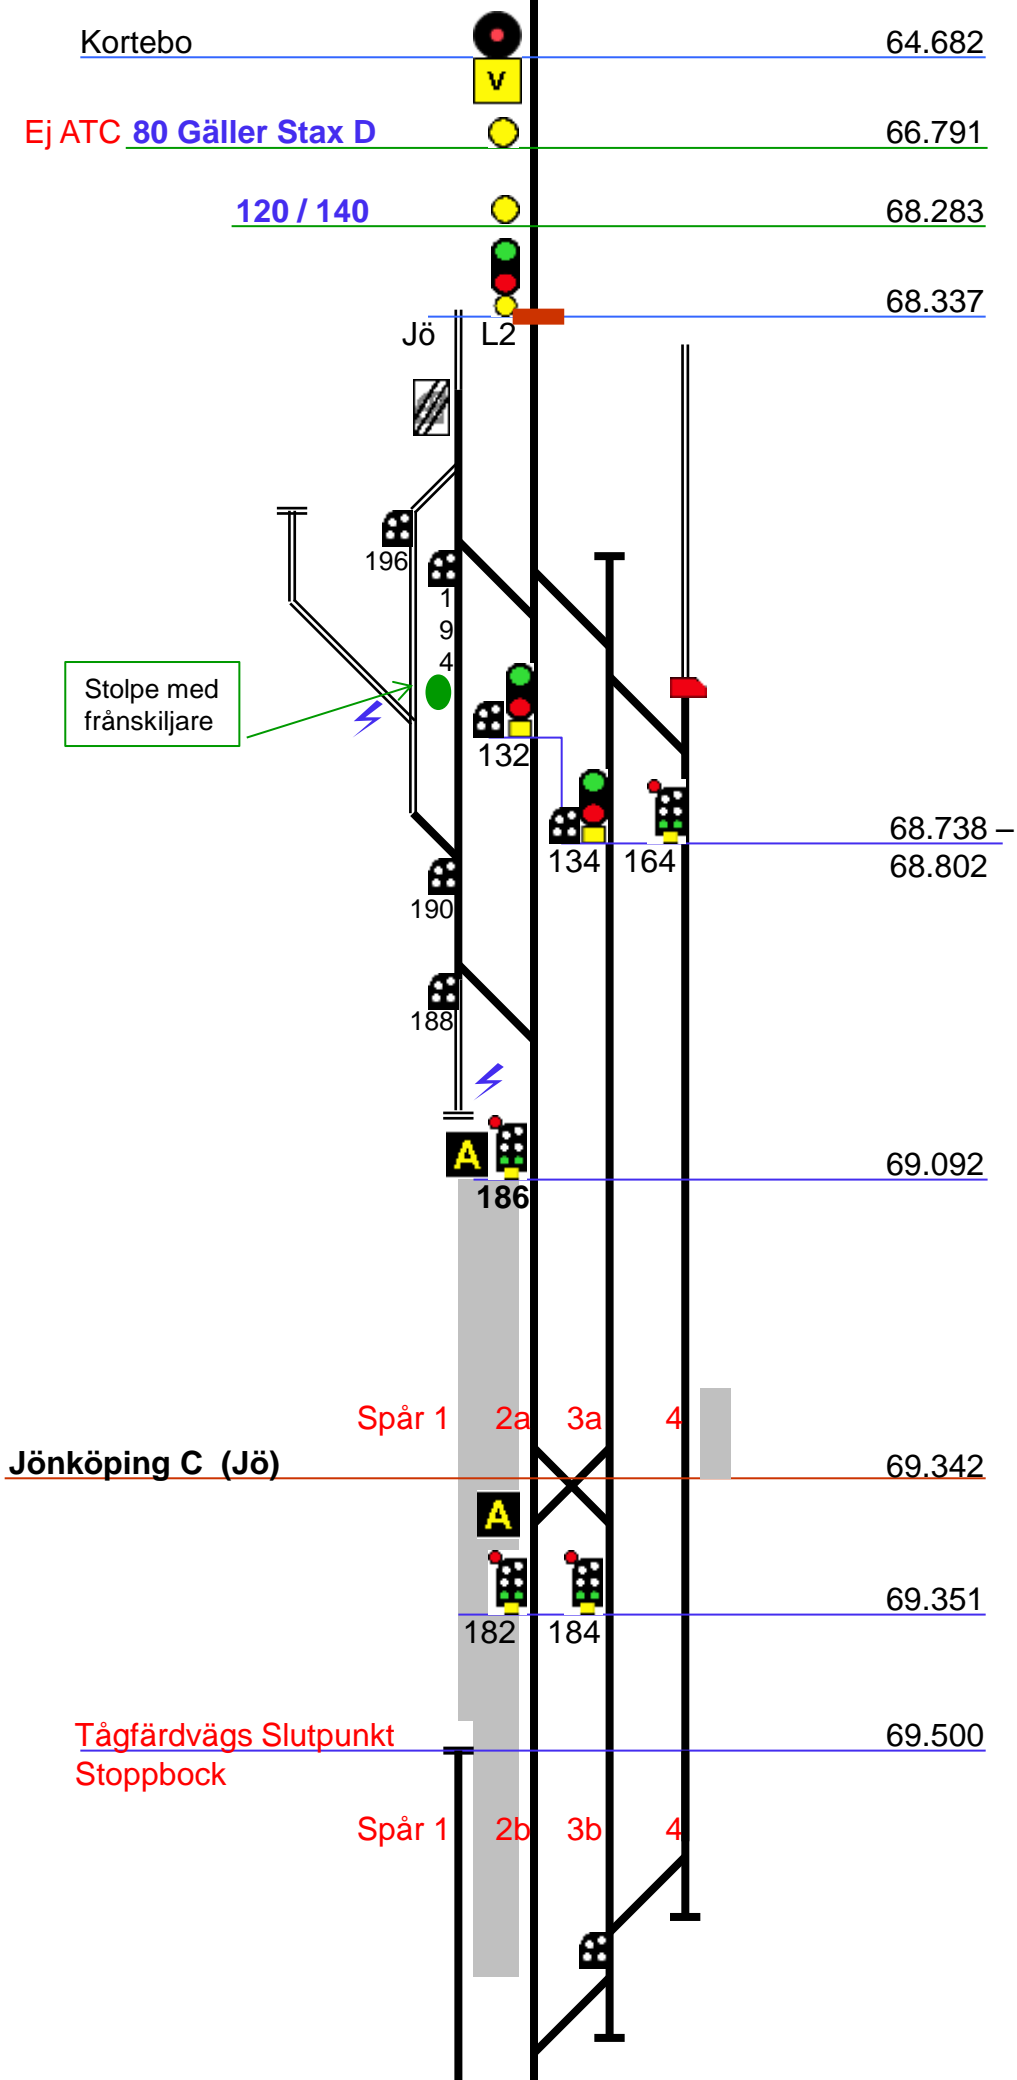 Kortebo
64.682
V
Ej ATC 80 Gäller Stax D
66.791
120 / 140
68.283
68.337
Jö
L2
196
1
9
4
Stolpe med
frånskiljare
132
134
164
68.738 –
68.802
190
188
A
69.092
186
Spår 1
2a
3a
4
Jönköping C (Jö)
69.342
A
69.351
182
184
Tågfärdvägs Slutpunkt
69.500
Stoppbock
Spår 1
2b
3b
4